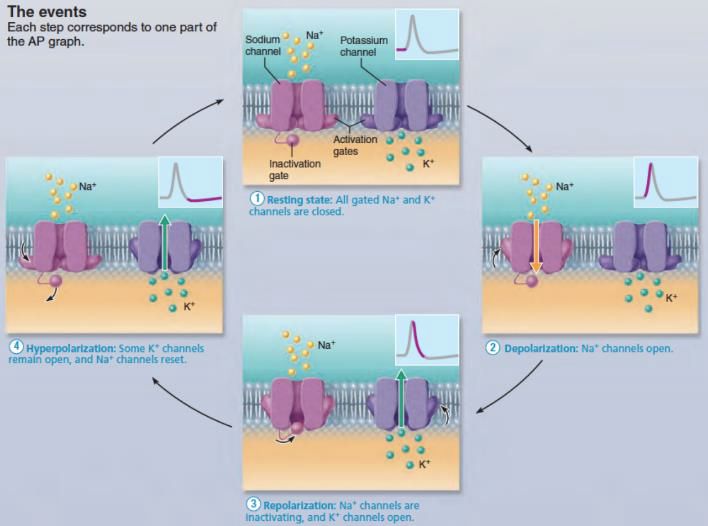 The events
Each step corresponds to one part of
the AP graph.
Sodium
channel
Na⁺
Potassium
channel
Activation
gates
Inactivation
gate
K⁺
① Resting state: All gated Na⁺ and K⁺
channels are closed.
Na⁺
K⁺
④ Hyperpolarization: Some K⁺ channels
remain open, and Na⁺ channels reset.
Na⁺
K⁺
② Depolarization: Na⁺ channels open.
Na⁺
K⁺
③ Repolarization: Na⁺ channels are
inactivating, and K⁺ channels open.